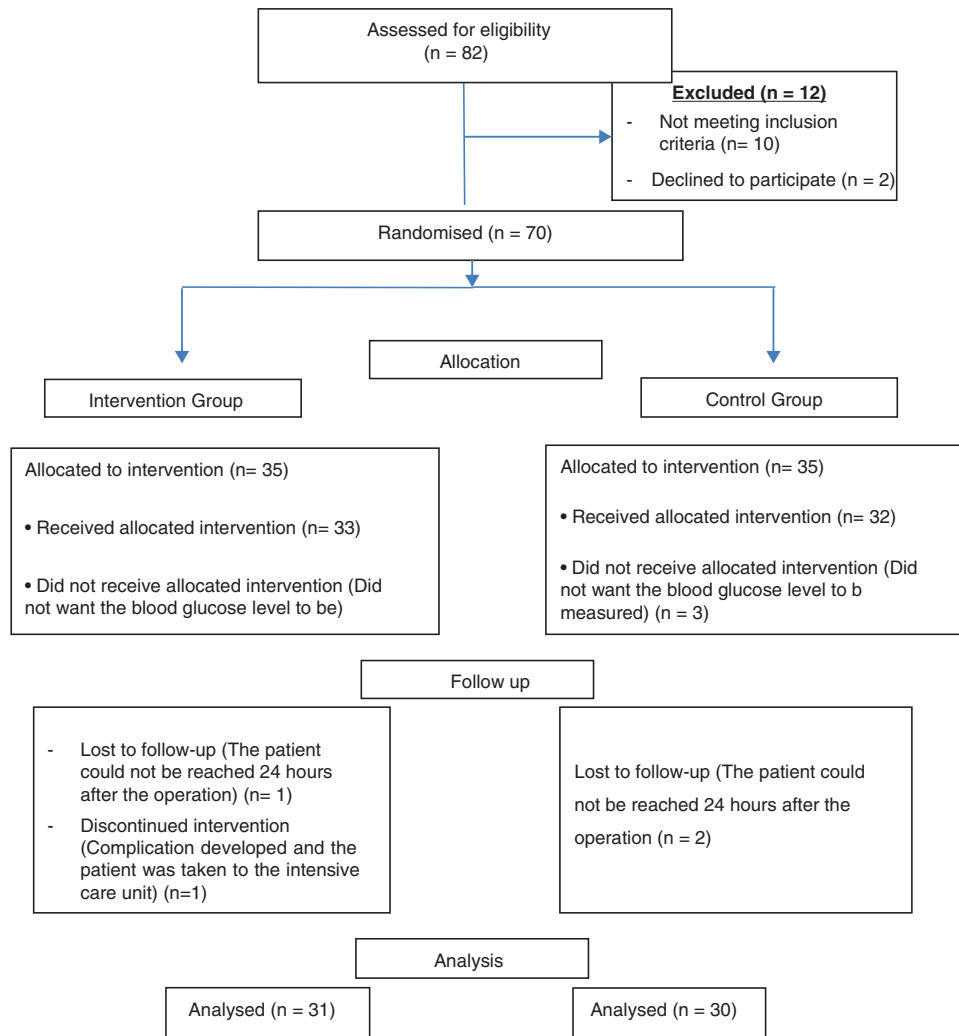 Assessed for eligibility
(n = 82)
Excluded (n = 12)
- Not meeting inclusion
criteria (n= 10)
- Declined to participate (n = 2)
Randomised (n = 70)
Allocation
Intervention Group
Control Group
Allocated to intervention (n= 35)
• Received allocated intervention (n= 33)
• Did not receive allocated intervention (Did
not want the blood glucose level to be)
Allocated to intervention (n= 35)
• Received allocated intervention (n= 32)
• Did not receive allocated intervention (Did
not want the blood glucose level to b
measured) (n = 3)
Follow up
- Lost to follow-up (The patient
could not be reached 24 hours
after the operation) (n= 1)
- Discontinued intervention
(Complication developed and the
patient was taken to the intensive
care unit) (n=1)
Lost to follow-up (The patient could
not be reached 24 hours after the
operation (n = 2)
Analysis
Analysed (n = 31)
Analysed (n = 30)